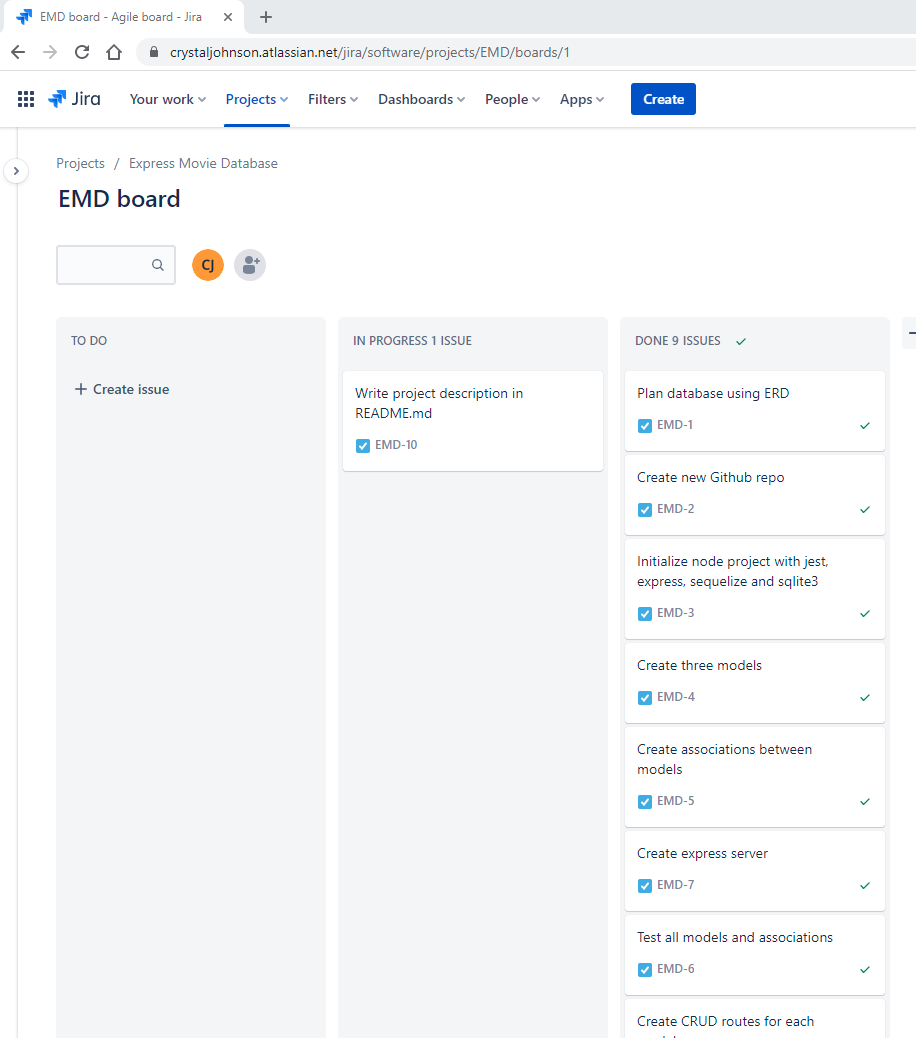 EMD board - Agile board - Jira
crystaljohnson.atlassian.net/jira/software/projects/EMD/boards/1
Jira Your work Projects Filters Dashboards People Apps Create
Projects / Express Movie Database
EMD board
CJ
TO DO
+ Create issue
IN PROGRESS 1 ISSUE
Write project description in
README.md
EMD-10
DONE 9 ISSUES
Plan database using ERD
EMD-1
Create new Github repo
EMD-2
Initialize node project with jest,
express, sequelize and sqlite3
EMD-3
Create three models
EMD-4
Create associations between
models
EMD-5
Create express server
EMD-7
Test all models and associations
EMD-6
Create CRUD routes for each